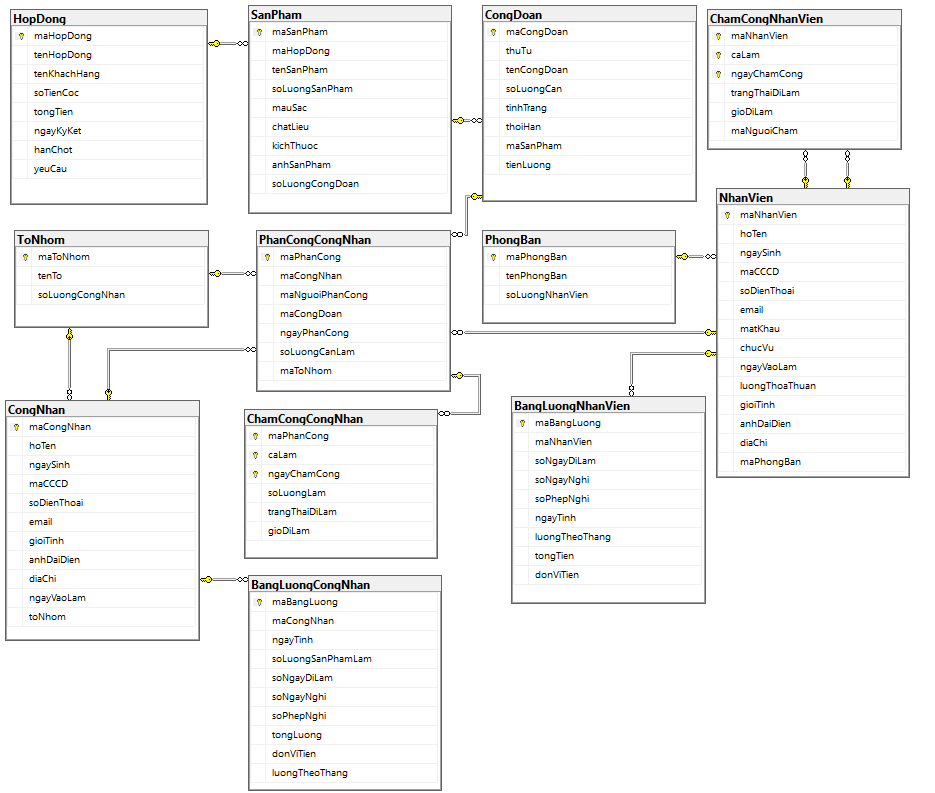 HopDong
maHopDong
tenHopDong
tenKhachHang
soTienCoc
tongTien
ngayKyKet
hanChot
yeuCau
SanPham
maSanPham
maHopDong
tenSanPham
soLuongSanPham
mauSac
chatLieu
kichThuoc
anhSanPham
soLuongCongDoan
CongDoan
maCongDoan
thuTu
tenCongDoan
soLuongCan
tinhTrang
thoiHan
maSanPham
tienLuong
ChamCongNhanVien
maNhanVien
caLam
ngayChamCong
trangThaiDiLam
gioDiLam
maNguoiCham
ToNhom
maToNhom
tenTo
soLuongCongNhan
PhanCongCongNhan
maPhanCong
maCongNhan
maNguoiPhanCong
maCongDoan
ngayPhanCong
soLuongCanLam
maToNhom
PhongBan
maPhongBan
tenPhongBan
soLuongNhanVien
NhanVien
maNhanVien
hoTen
ngaySinh
maCCCD
soDienThoai
email
matKhau
chucVu
ngayVaoLam
luongThoaThuan
gioiTinh
anhDaiDien
diaChi
maPhongBan
CongNhan
maCongNhan
hoTen
ngaySinh
maCCCD
soDienThoai
email
gioiTinh
anhDaiDien
diaChi
ngayVaoLam
toNhom
ChamCongCongNhan
maPhanCong
caLam
ngayChamCong
soLuongLam
trangThaiDiLam
gioDiLam
BangLuongNhanVien
maBangLuong
maNhanVien
soNgayDiLam
soNgayNghi
soPhepNghi
ngayTinh
luongTheoThang
tongTien
donViTien
BangLuongCongNhan
maBangLuong
maCongNhan
ngayTinh
soLuongSanPhamLam
soNgayDiLam
soNgayNghi
soPhepNghi
tongLuong
donViTien
luongTheoThang